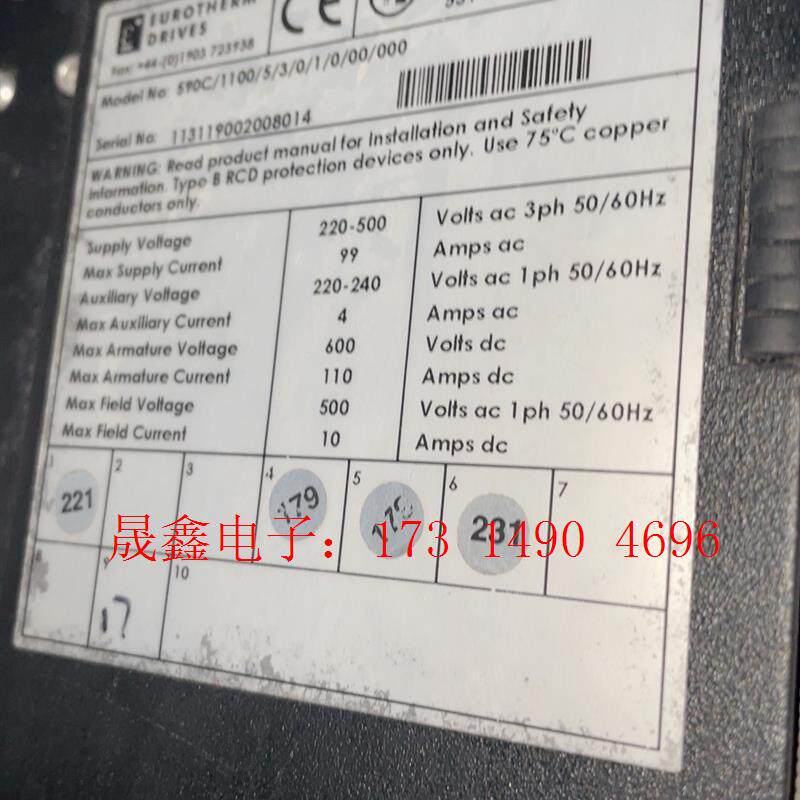 EUROTHERM
DRIVES
CE
Fax: +44-(0)1903 723938
Model No: 590C/1100/5/3/0/1/0/00/000
Serial No: 113119002008014
WARNING: Read product manual for Installation and Safety
information. Type B RCD protection devices only. Use 75°C copper
conductors only.
Supply Voltage 220-500 Volts ac 3ph 50/60Hz
Max Supply Current 99 Amps ac
Auxiliary Voltage 220-240 Volts ac 1ph 50/60Hz
Max Auxiliary Current 4 Amps ac
Max Armature Voltage 600 Volts dc
Max Armature Current 110 Amps dc
Max Field Voltage 500 Volts ac 1ph 50/60Hz
Max Field Current 10 Amps dc
1 2 3 4 5 6 7
221 179 231
晟鑫电子：173 1490 4696
8 9 10
17